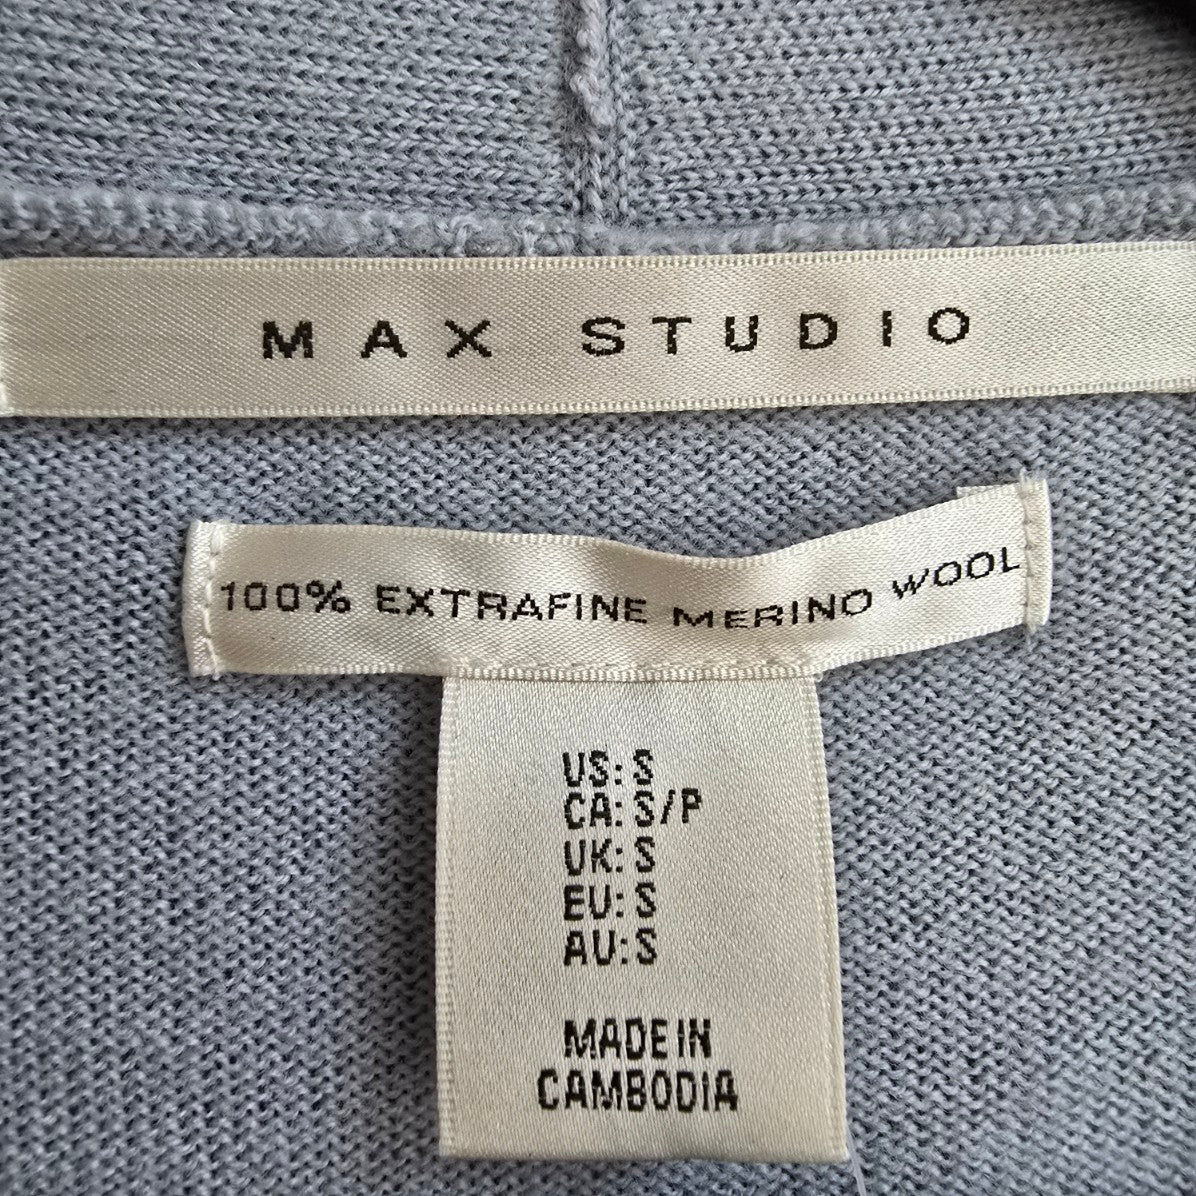 MAX STUDIO
100% EXTRAFINE MERINO WOOL
US: S
CA: S/P
UK: S
EU: S
AU: S
MADE IN
CAMBODIA